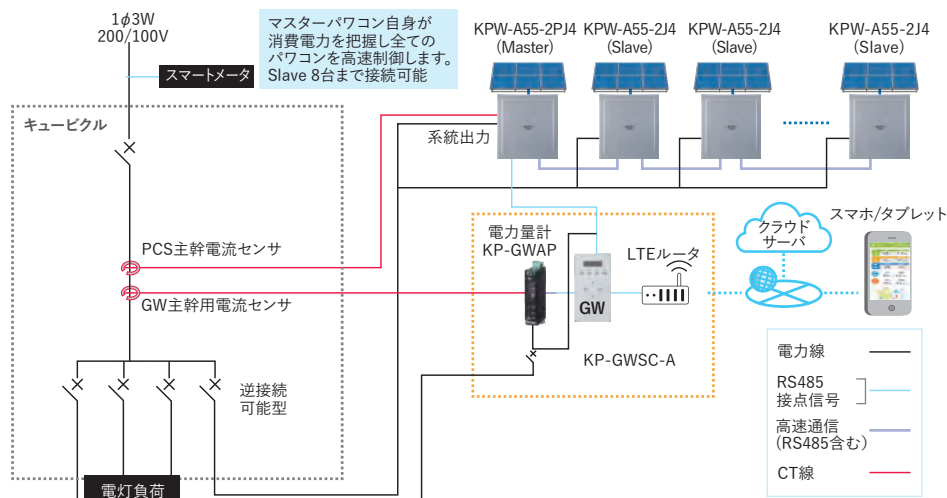 1φ3W
200/100V
スマートメータ
マスターパワコン自身が
消費電力を把握し全ての
パワコンを高速制御します。
Slave 8台まで接続可能
KPW-A55-2PJ4
(Master)
KPW-A55-2J4
(Slave)
KPW-A55-2J4
(Slave)
KPW-A55-2J4
(Slave)
キュービクル
系統出力
PCS主幹電流センサ
GW主幹用電流センサ
逆接続
可能型
電灯負荷
電力量計
KP-GWAP
GW
LTEルータ
KP-GWSC-A
クラウド
サーバ
スマホ/タブレット
電力線
RS485
接点信号
高速通信
(RS485含む)
CT線